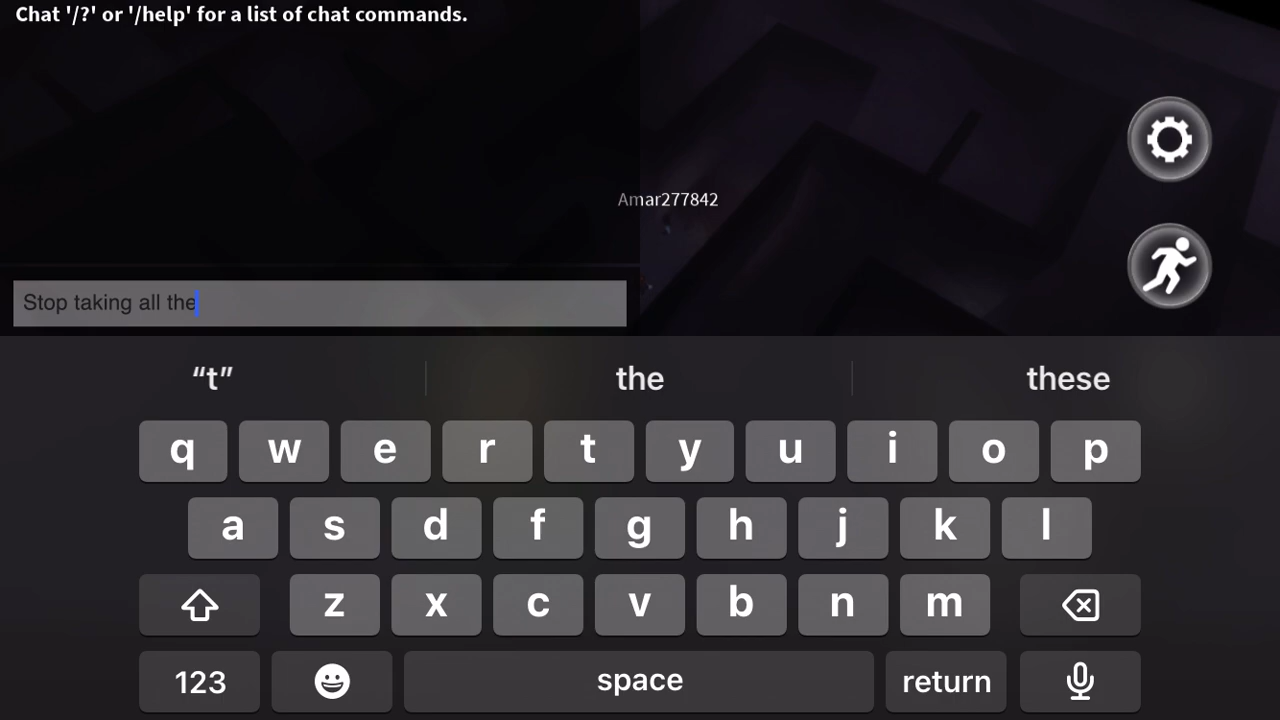 Chat '/?' or '/help' for a list of chat commands.
Amar277842
Stop taking all the
“t” the these
q w e r t y u i o p
a s d f g h j k l
z x c v b n m
123 space return